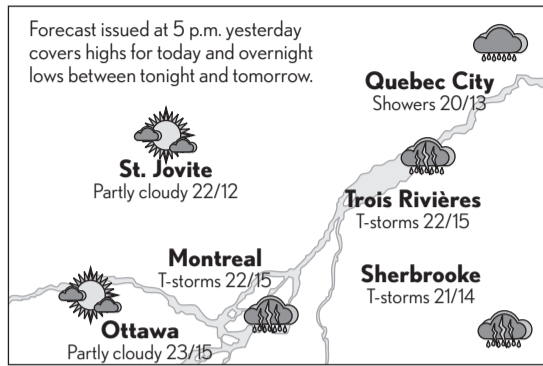 Forecast issued at 5 p.m. yesterday
covers highs for today and overnight
lows between tonight and tomorrow.
Quebec City
Showers 20/13
St. Jovite
Partly cloudy 22/12
Trois Rivières
T-storms 22/15
Montreal
T-storms 22/15
Sherbrooke
T-storms 21/14
Ottawa
Partly cloudy 23/15